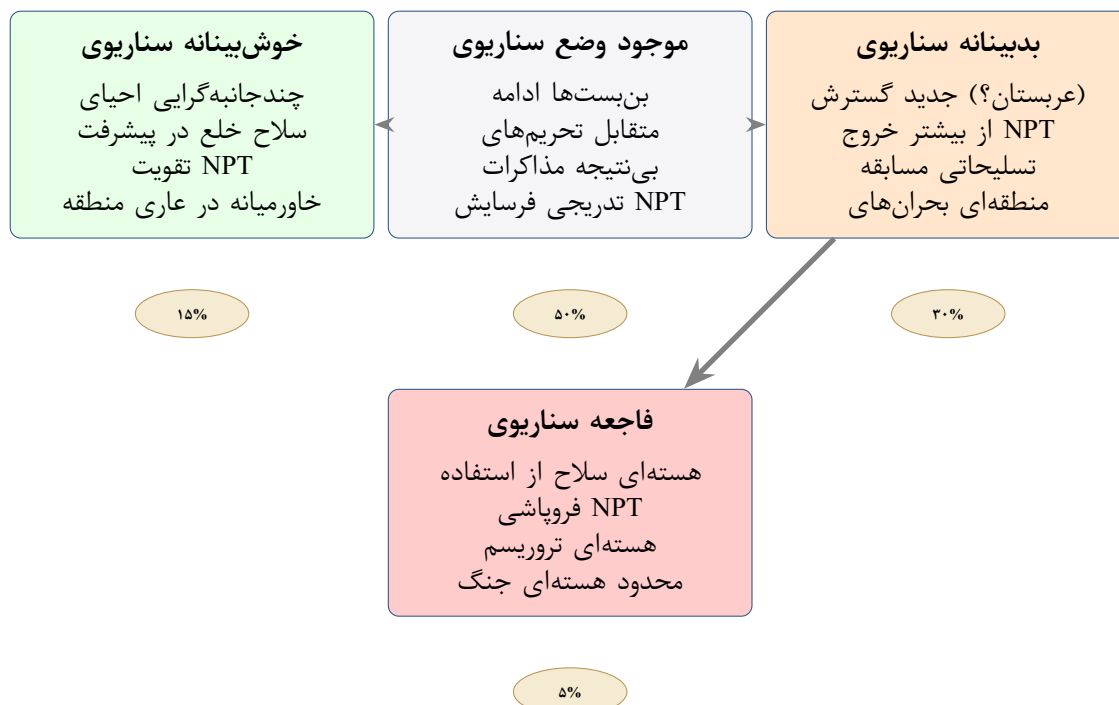 بدبینانه سناریوی
(عربستان؟) جدید گسترش
NPT از بیشتر خروج
تسلیحاتی مسابقه
منطقه‌ای بحران‌های
موجود وضع سناریوی
بن‌بست‌ها ادامه
متقابل تحریم‌های
بی‌نتیجه مذاکرات
NPT تدریجی فرسایش
خوش‌بینانه سناریوی
چندجانبه‌گرایی احیای
سلاح خلع در پیشرفت
NPT تقویت
خاورمیانه در عاری منطقه
۳۰%
۵۰%
۱۵%
فاجعه سناریوی
هسته‌ای سلاح از استفاده
NPT فروپاشی
هسته‌ای تروریسم
محدود هسته‌ای جنگ
۵%